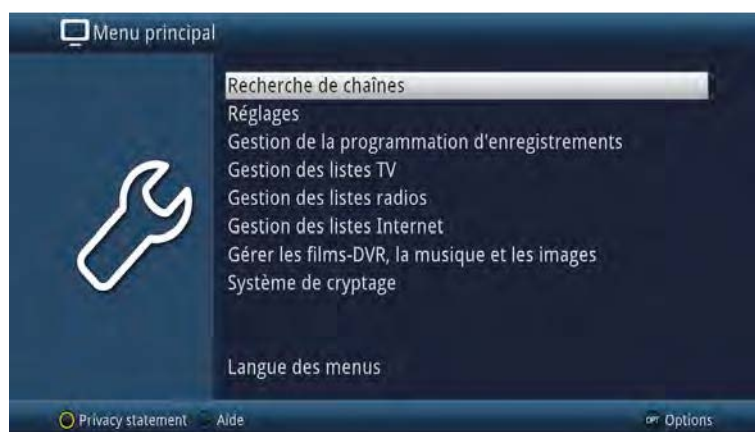 Menu principal
Recherche de chaînes
Réglages
Gestion de la programmation d'enregistrements
Gestion des listes TV
Gestion des listes radios
Gestion des listes Internet
Gérer les films-DVR, la musique et les images
Système de cryptage
Langue des menus
Privacy statement Aide OPT Options